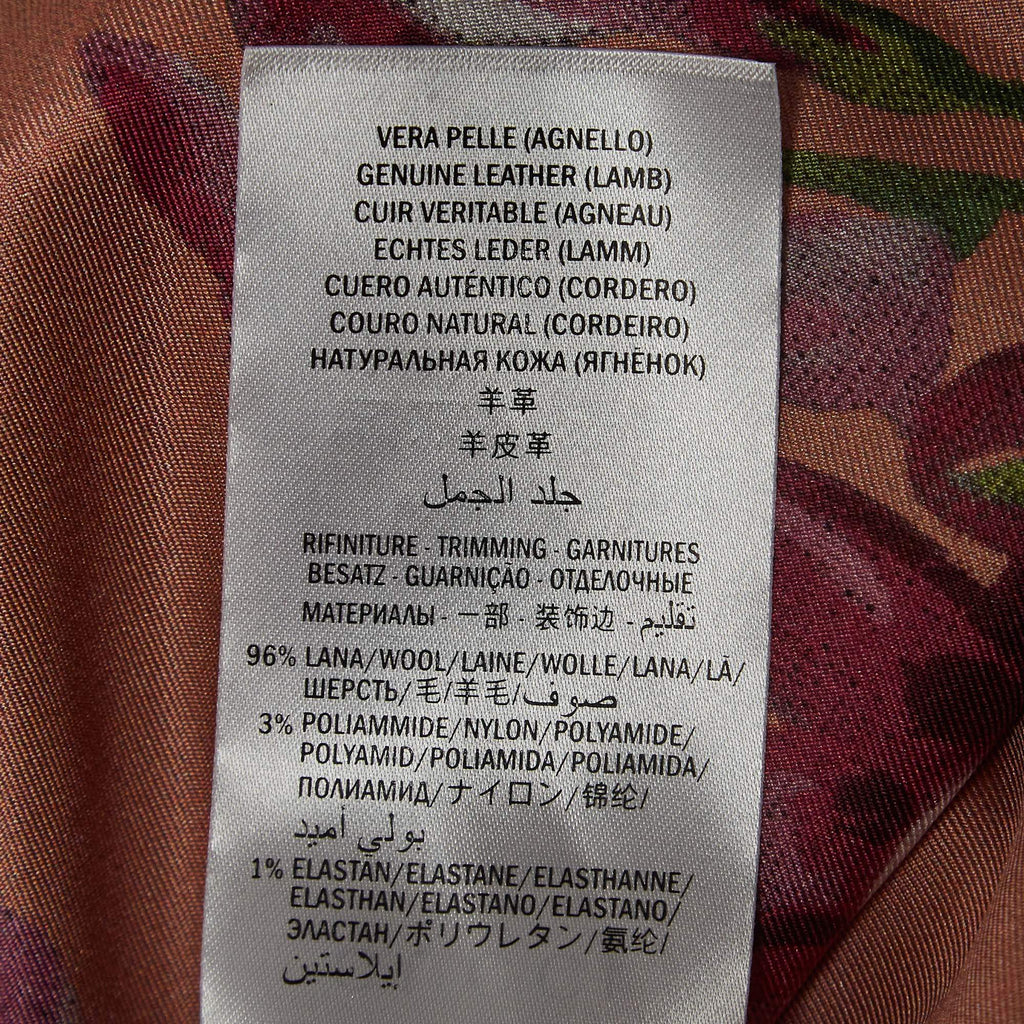 VERA PELLE (AGNELLO)
GENUINE LEATHER (LAMB)
CUIR VERITABLE (AGNEAU)
ECHTES LEDER (LAMM)
CUERO AUTÉNTICO (CORDERO)
COURO NATURAL (CORDEIRO)
НАТУРАЛЬНАЯ КОЖА (ЯГНЁНОК)
羊革
羊皮革
جلد الجمل
RIFINITURE - TRIMMING - GARNITURES
BESATZ - GUARNIÇÃO - ОТДЕЛОЧНЫЕ
МАТЕРИАЛЫ - 一部 - 装饰边 - تقليم
96% LANA/WOOL/LAINE/WOLLE/LANA/LÃ/
ШЕРСТЬ/毛/羊毛/صوف
3% POLIAMMIDE/NYLON/POLYAMIDE/
POLYAMID/POLIAMIDA/POLIAMIDA/
ПОЛИАМИД/ナイロン/锦纶/
بولي أميد
1% ELASTAN/ELASTANE/ELASTHANNE/
ELASTHAN/ELASTANO/ELASTANO/
ЭЛАСТАН/ポリウレタン/氨纶/
إيلاستين